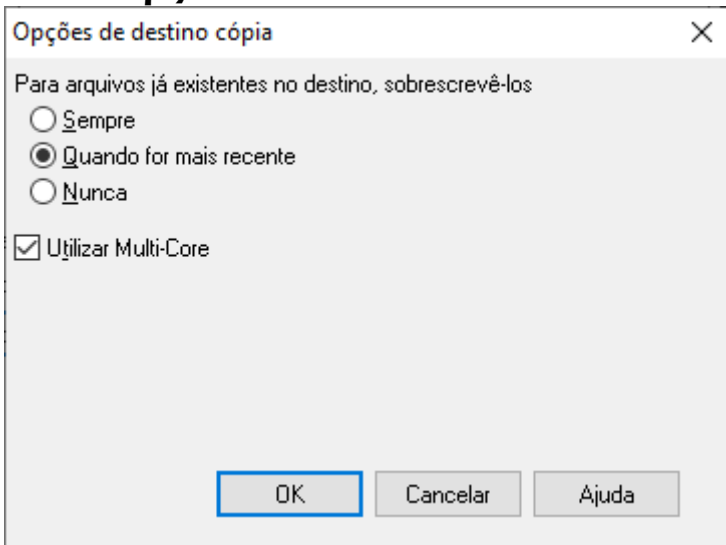 Opções de destino cópia
Para arquivos já existentes no destino, sobrescrevê-los
Sempre
Quando for mais recente
Nunca
Utilizar Multi-Core
OK Cancelar Ajuda